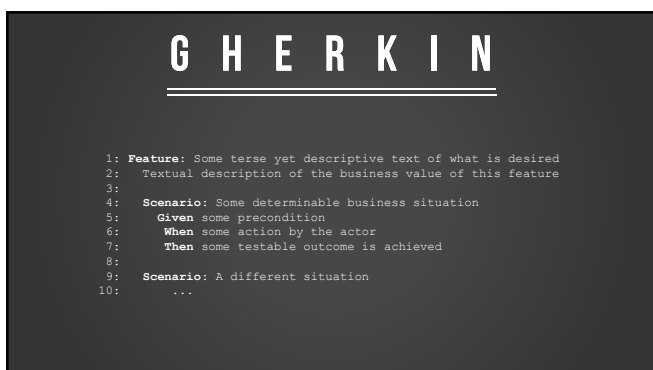 GHERKIN
1: Feature: Some terse yet descriptive text of what is desired
2:   Textual description of the business value of this feature
3:
4:   Scenario: Some determinable business situation
5:     Given some precondition
6:      When some action by the actor
7:      Then some testable outcome is achieved
8:
9:   Scenario: A different situation
10:       ...